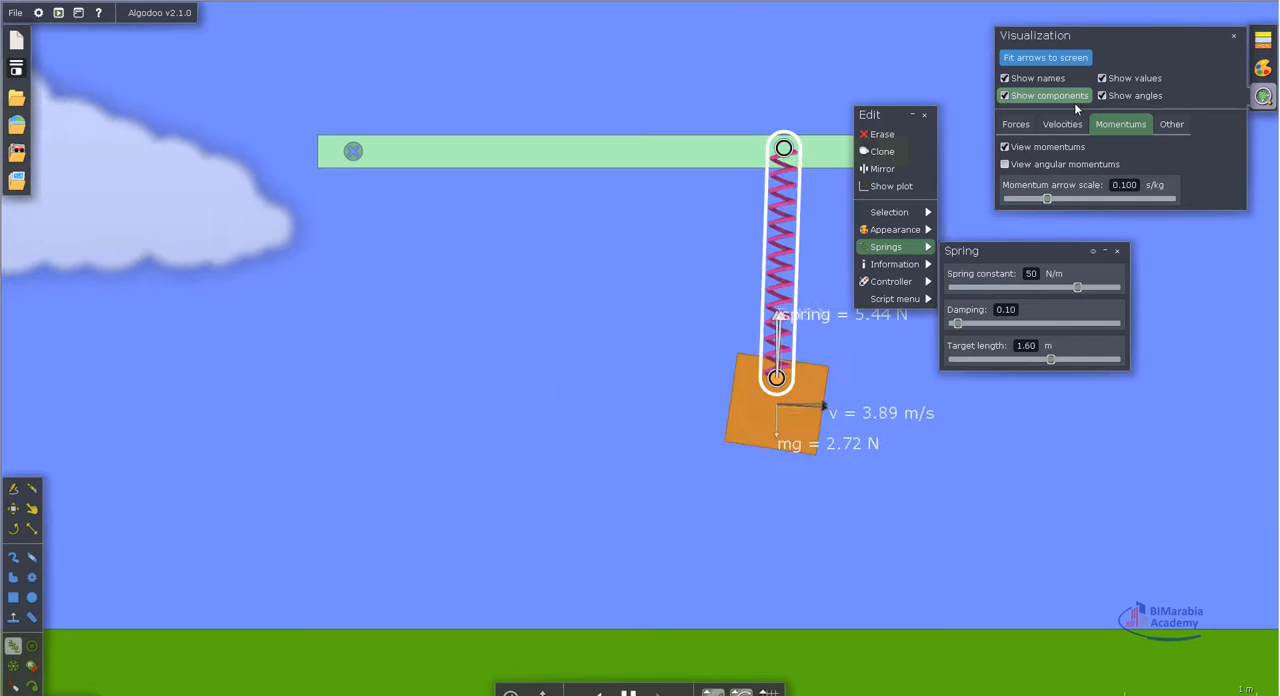 File ? Algodoo v2.1.0
Visualization
Fit arrows to screen
Show names Show values
Show components Show angles
Forces Velocities Momentums Other
View momentums
View angular momentums
Momentum arrow scale: 0.100 s/kg
Edit
Erase
Clone
Mirror
Show plot
Selection
Appearance
Springs
Information
Controller
Script menu
Spring
Spring constant: 50 N/m
Damping: 0.10
Target length: 1.60 m
spring = 5.44 N
v = 3.89 m/s
mg = 2.72 N
BIMarabia
Academy
1 m